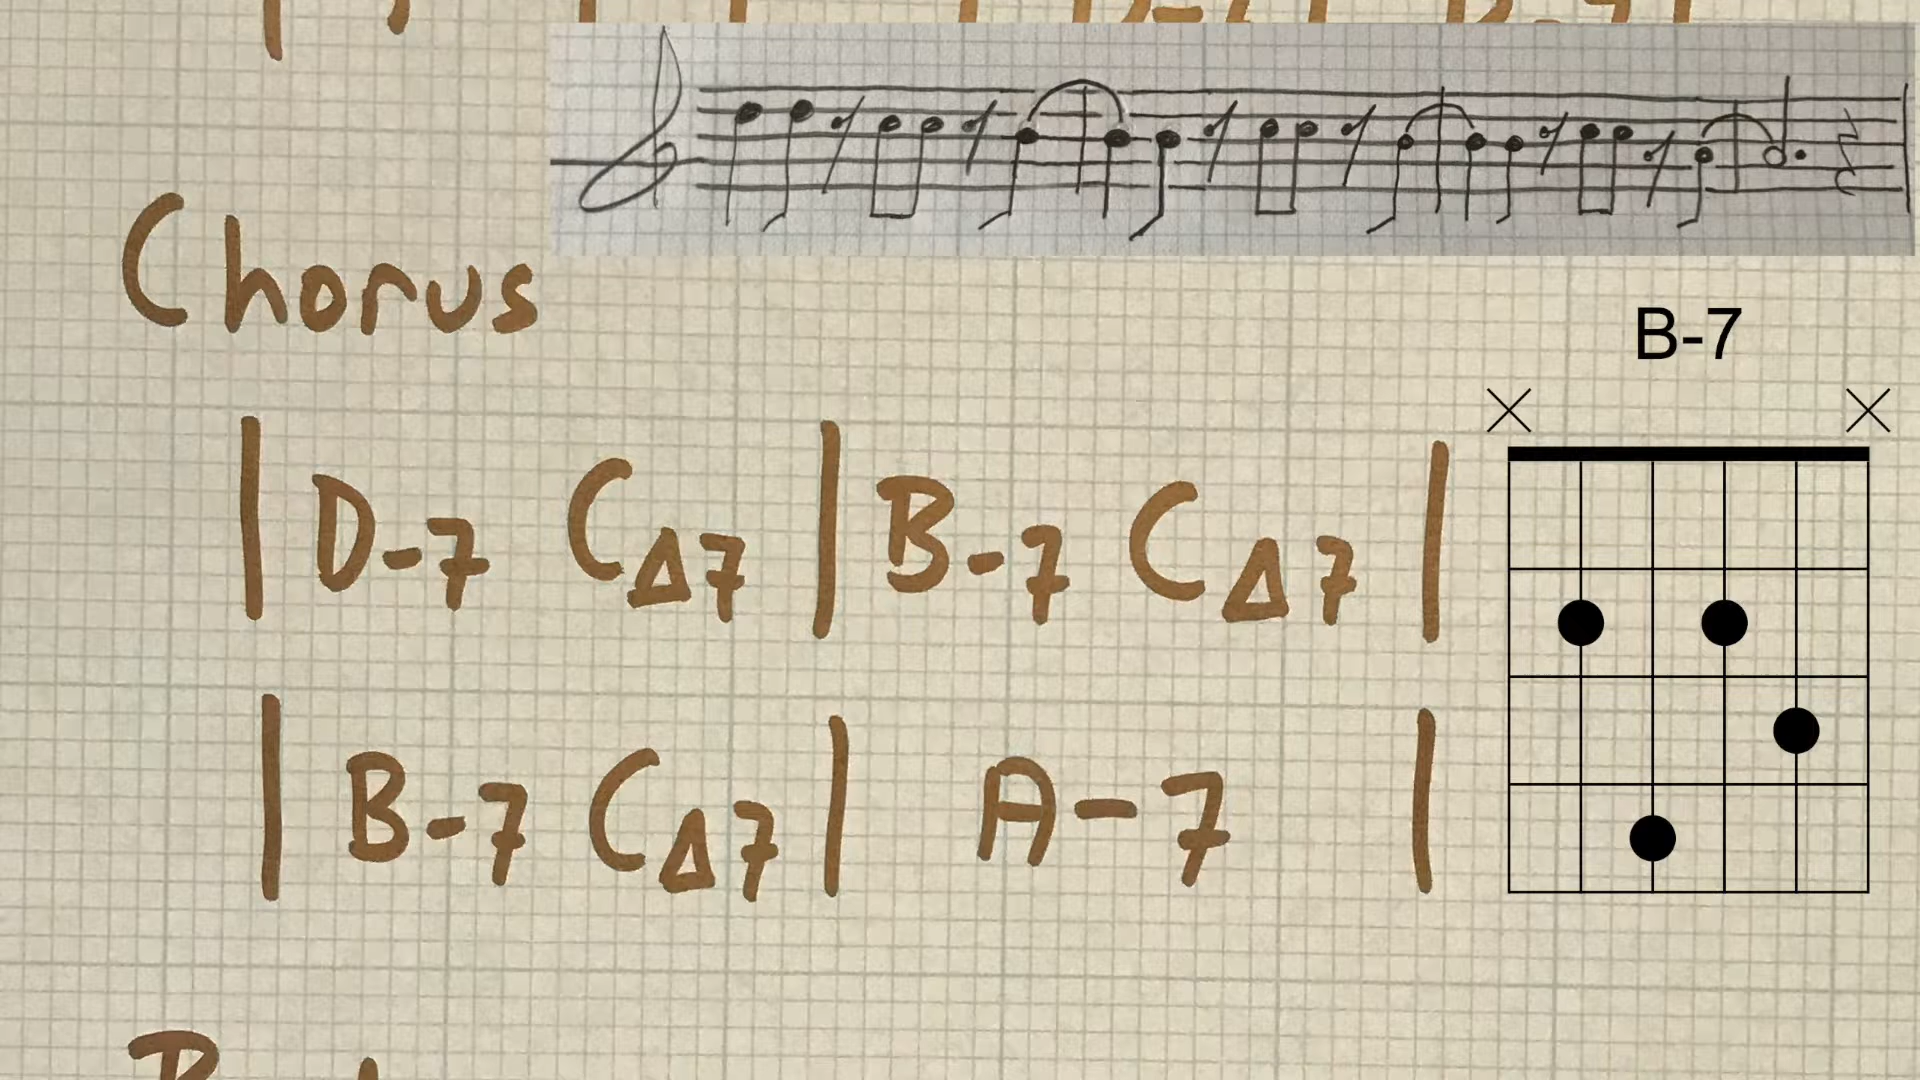 Chorus
B-7
| D-7 CΔ7 | B-7 CΔ7 |
| B-7 CΔ7 | A-7 |